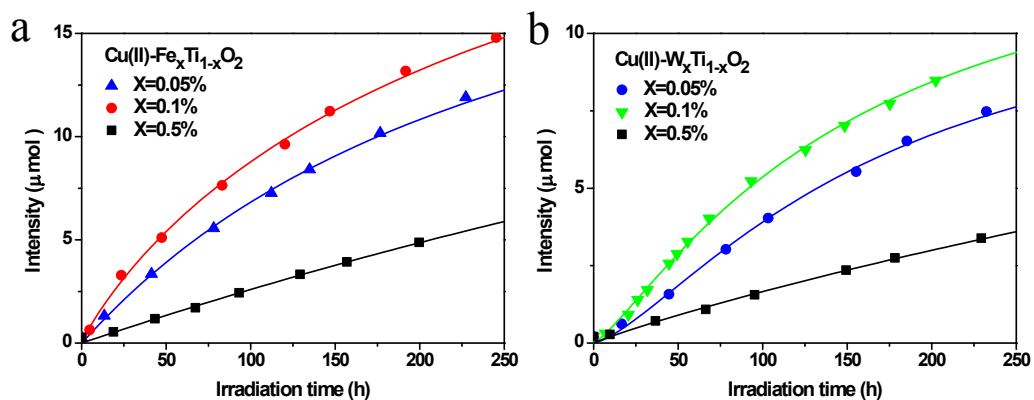 a
Cu(II)-FexTi1-xO2
X=0.05%
X=0.1%
X=0.5%
15
10
5
0
0 50 100 150 200 250
Intensity (μmol)
Irradiation time (h)
b
Cu(II)-WxTi1-xO2
X=0.05%
X=0.1%
X=0.5%
10
5
0
0 50 100 150 200 250
Intensity (μmol)
Irradiation time (h)